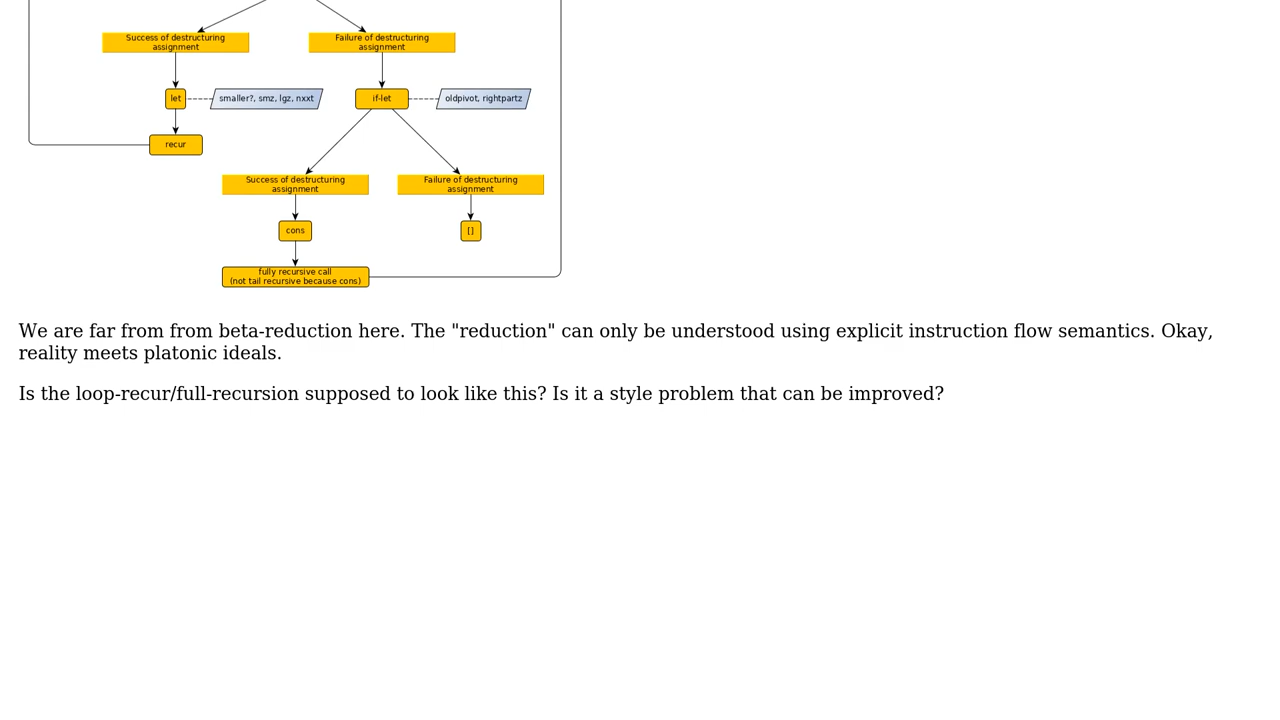 Success of destructuring
assignment
Failure of destructuring
assignment
let
smaller?, smz, lgz, nxxt
if-let
oldpivot, rightpartz
recur
Success of destructuring
assignment
Failure of destructuring
assignment
cons
[]
fully recursive call
(not tail recursive because cons)
We are far from from beta-reduction here. The "reduction" can only be understood using explicit instruction flow semantics. Okay,
reality meets platonic ideals.
Is the loop-recur/full-recursion supposed to look like this? Is it a style problem that can be improved?